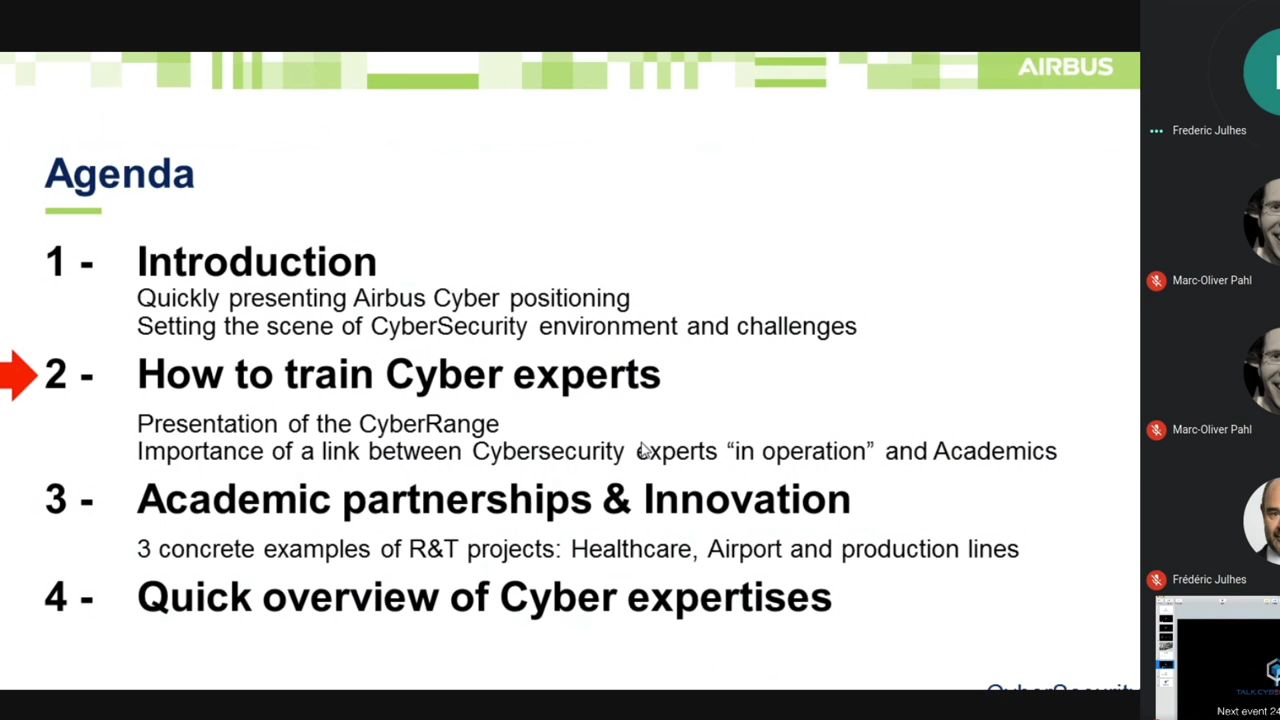 AIRBUS
Agenda
1 - Introduction
Quickly presenting Airbus Cyber positioning
Setting the scene of CyberSecurity environment and challenges
2 - How to train Cyber experts
Presentation of the CyberRange
Importance of a link between Cybersecurity experts “in operation” and Academics
3 - Academic partnerships & Innovation
3 concrete examples of R&T projects: Healthcare, Airport and production lines
4 - Quick overview of Cyber expertises
CyberSecurity
Frederic Julhes
Marc-Oliver Pahl
Marc-Oliver Pahl
Frédéric Julhes
Next event 24